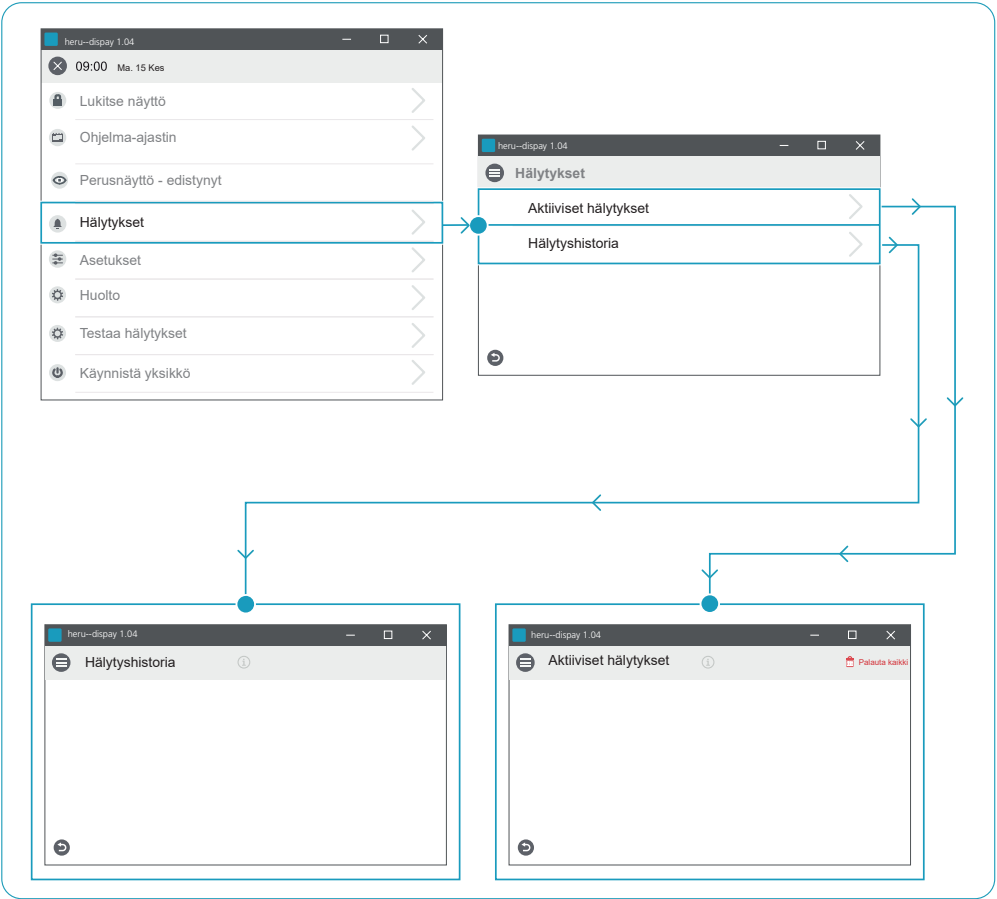 heru--dispay 1.04
09:00 Ma. 15 Kes
Lukitse näyttö
Ohjelma-ajastin
Perusnäyttö - edistynyt
Hälytykset
Asetukset
Huolto
Testaa hälytykset
Käynnistä yksikkö
heru--dispay 1.04
Hälytykset
Aktiiviset hälytykset
Hälytyshistoria
heru--dispay 1.04
Hälytyshistoria
heru--dispay 1.04
Aktiiviset hälytykset
Palauta kaikki